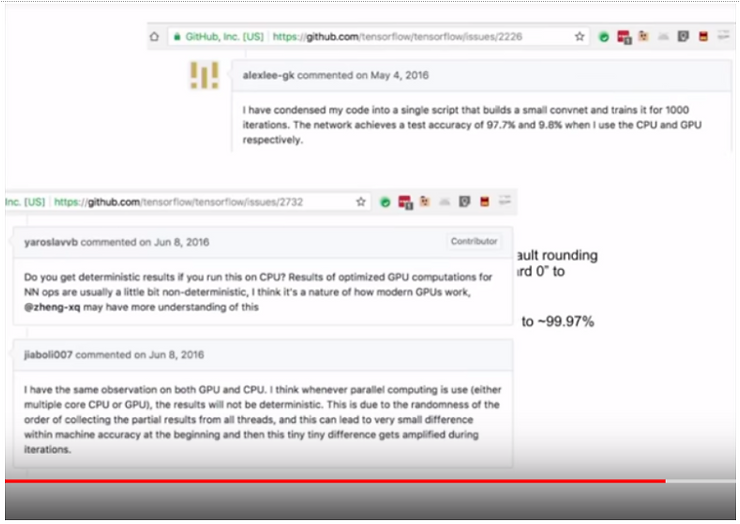 GitHub, Inc. [US] | https://github.com/tensorflow/tensorflow/issues/2226
alexlee-gk commented on May 4, 2016
I have condensed my code into a single script that builds a small convnet and trains it for 1000
iterations. The network achieves a test accuracy of 97.7% and 9.8% when I use the CPU and GPU
respectively.
Inc. [US] | https://github.com/tensorflow/tensorflow/issues/2732
yaroslavvb commented on Jun 8, 2016 Contributor
Do you get deterministic results if you run this on CPU? Results of optimized GPU computations for
NN ops are usually a little bit non-deterministic, I think it's a nature of how modern GPUs work,
@zheng-xq may have more understanding of this
ault rounding
rd 0" to
to ~99.97%
jiaboli007 commented on Jun 8, 2016
I have the same observation on both GPU and CPU. I think whenever parallel computing is use (either
multiple core CPU or GPU), the results will not be deterministic. This is due to the randomness of the
order of collecting the partial results from all threads, and this can lead to very small difference
within machine accuracy at the beginning and then this tiny tiny difference gets amplified during
iterations.